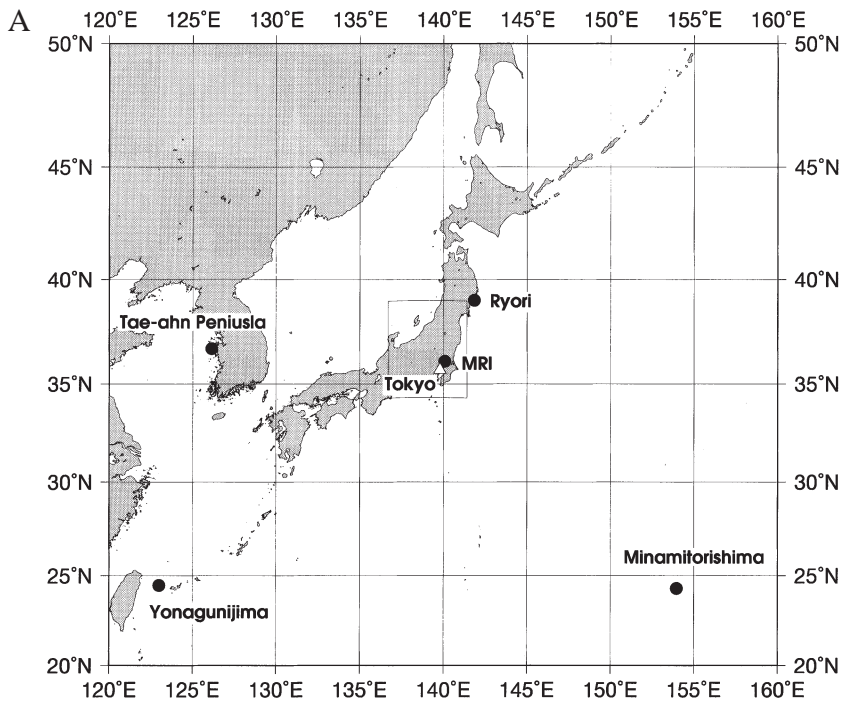 A
120°E 125°E 130°E 135°E 140°E 145°E 150°E 155°E 160°E
50°N 50°N
45°N 45°N
40°N 40°N
Ryori
Tae-ahn Peniusla
MRI
35°N Tokyo 35°N
30°N 30°N
Minamitorishima
25°N 25°N
Yonagunijima
20°N 20°N
120°E 125°E 130°E 135°E 140°E 145°E 150°E 155°E 160°E